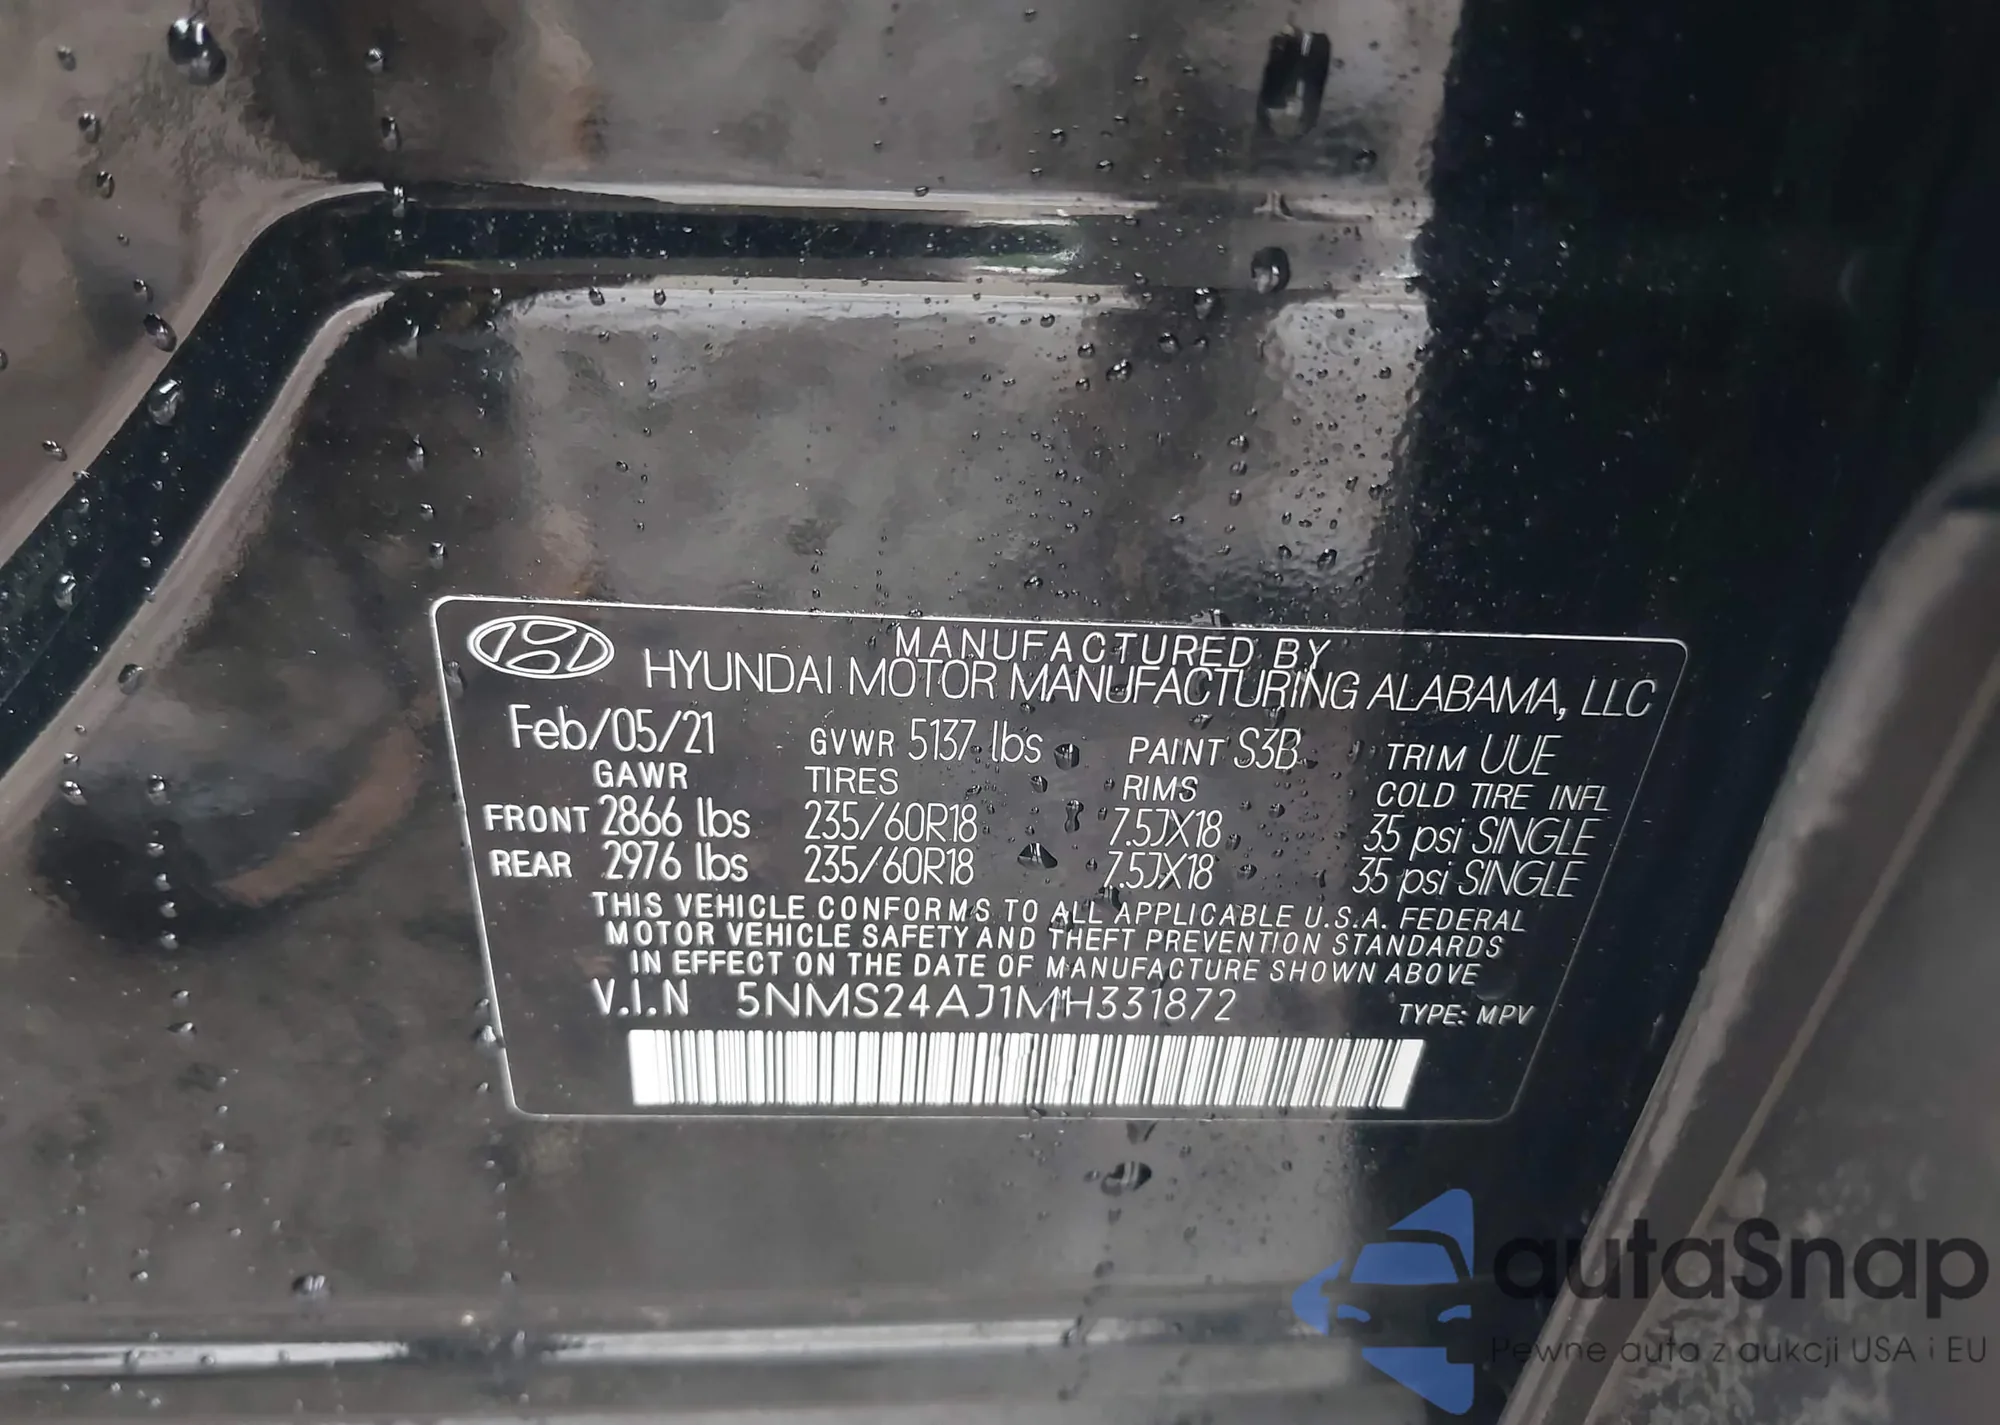 MANUFACTURED BY
HYUNDAI MOTOR MANUFACTURING ALABAMA, LLC
Feb/05/21 GVWR 5137 lbs PAINT S3B TRIM UUE
GAWR TIRES RIMS COLD TIRE INFL
FRONT 2866 lbs 235/60R18 7.5JX18 35 psi SINGLE
REAR 2976 lbs 235/60R18 7.5JX18 35 psi SINGLE
THIS VEHICLE CONFORMS TO ALL APPLICABLE U.S.A. FEDERAL
MOTOR VEHICLE SAFETY AND THEFT PREVENTION STANDARDS
IN EFFECT ON THE DATE OF MANUFACTURE SHOWN ABOVE
V.I.N 5NMS24AJ1MH331872 TYPE: MPV
autaSnap
Pewne auta z aukcji USA i EU